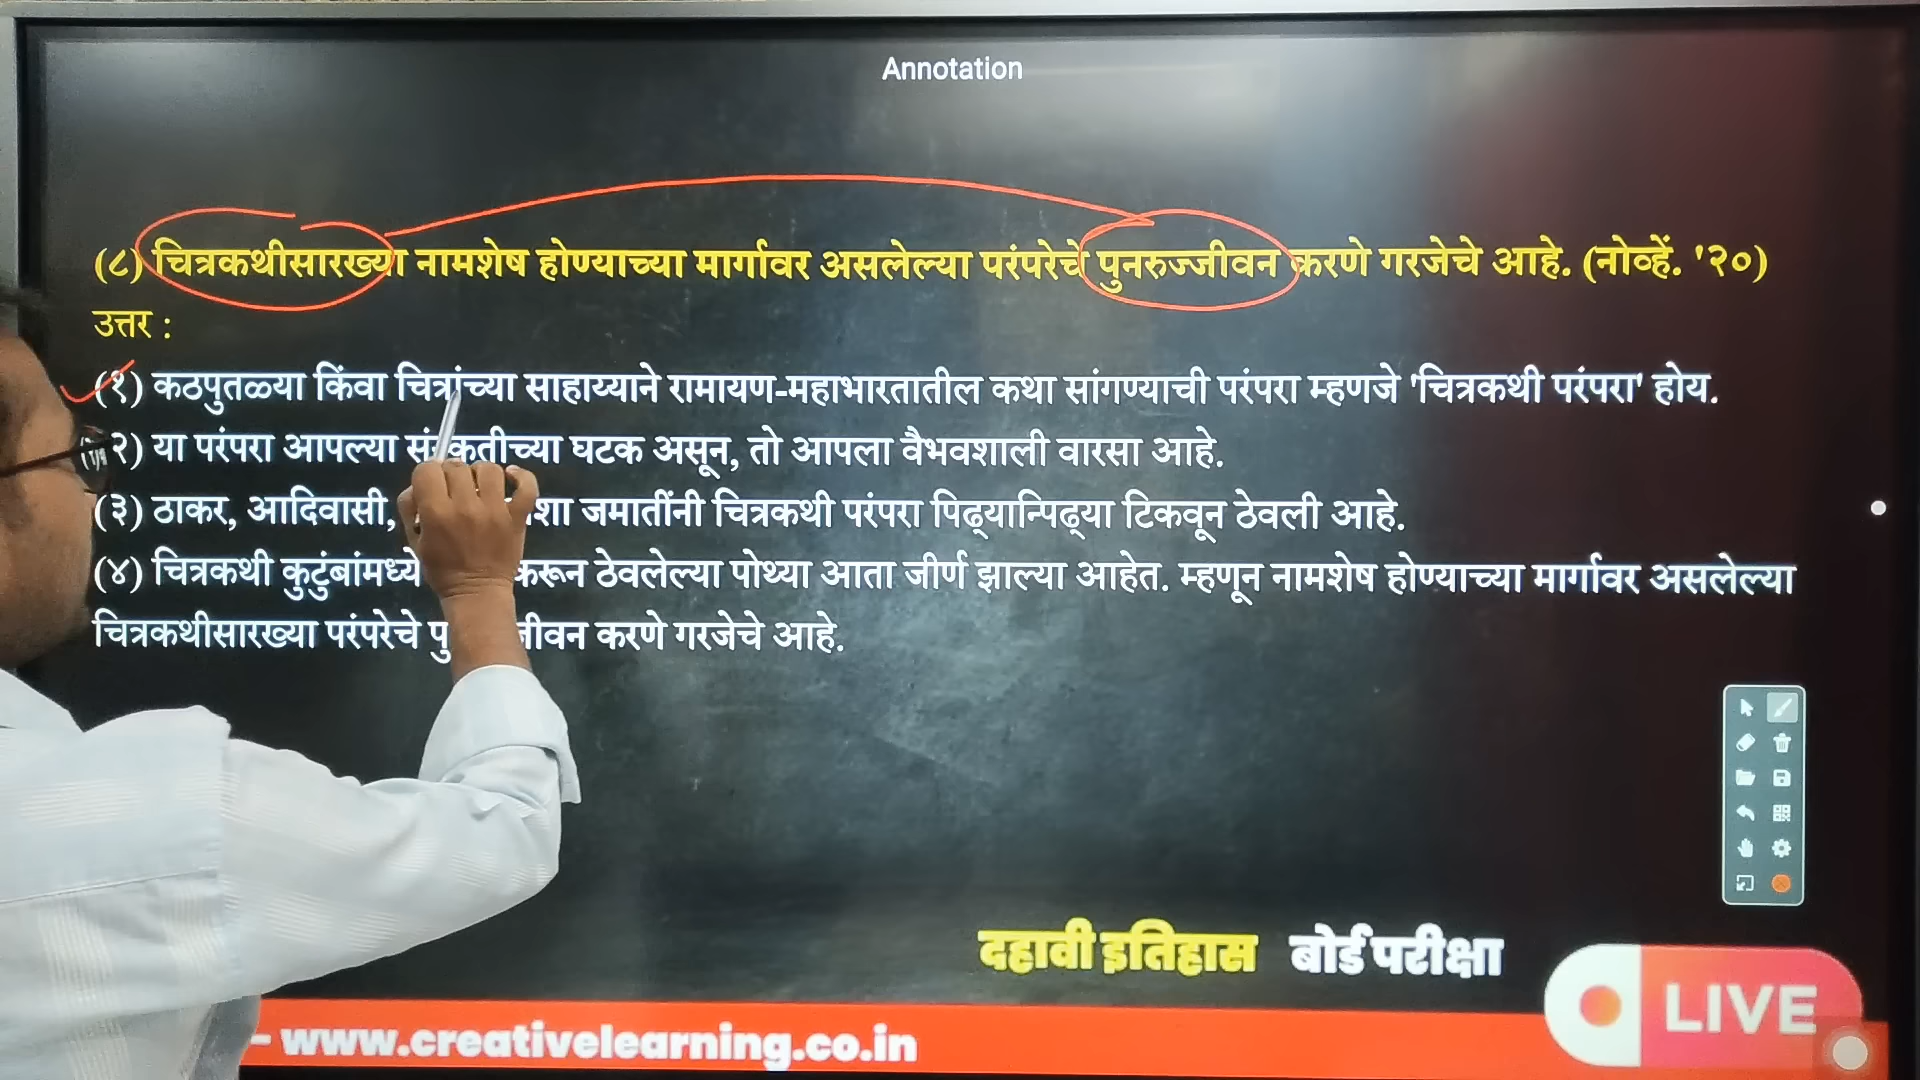 Annotation
(८) चित्रकथीसारख्या नामशेष होण्याच्या मार्गावर असलेल्या परंपरेचे पुनरुज्जीवन करणे गरजेचे आहे. (नोव्हें. '२०)
उत्तर :
(१) कठपुतळ्या किंवा चित्रांच्या साहाय्याने रामायण-महाभारतातील कथा सांगण्याची परंपरा म्हणजे 'चित्रकथी परंपरा' होय.
२) या परंपरा आपल्या संस्कृतीच्या घटक असून, तो आपला वैभवशाली वारसा आहे.
(३) ठाकर, आदिवासी, जमातींनी चित्रकथी परंपरा पिढ्यान्पिढ्या टिकवून ठेवली आहे.
(४) चित्रकथी कुटुंबांमध्ये करून ठेवलेल्या पोथ्या आता जीर्ण झाल्या आहेत. म्हणून नामशेष होण्याच्या मार्गावर असलेल्या
चित्रकथीसारख्या परंपरेचे करणे गरजेचे आहे.
दहावी इतिहास बोर्ड परीक्षा
LIVE
- www.creativelearning.co.in